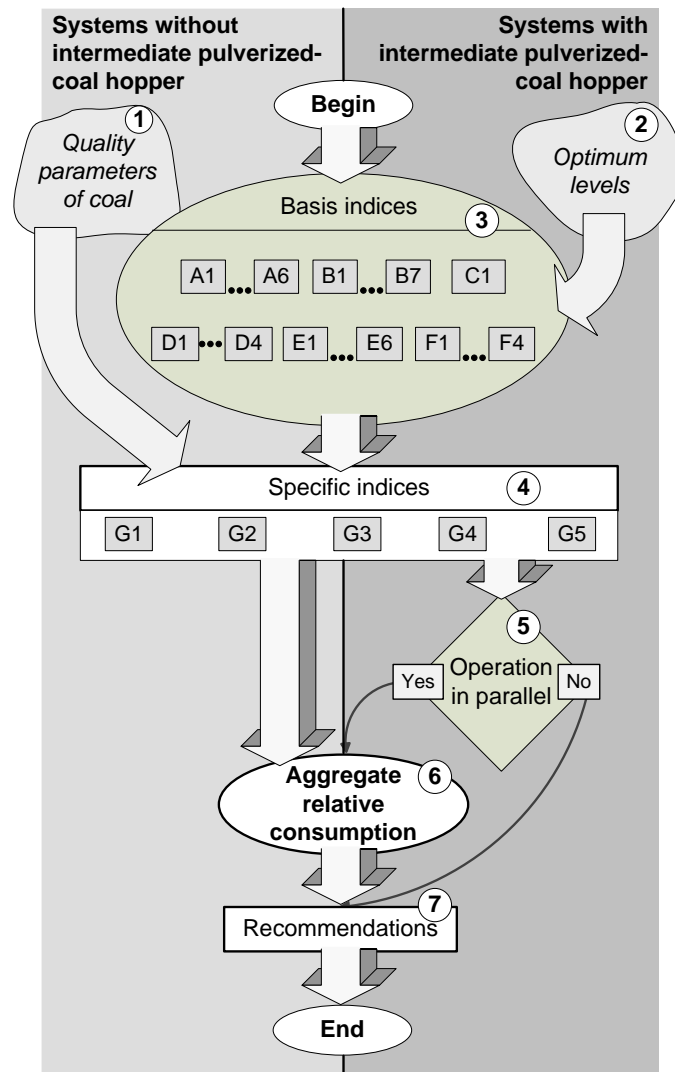 Systems without
intermediate pulverized-
coal hopper
Systems with
intermediate pulverized-
coal hopper
Begin
1
Quality
parameters
of coal
2
Optimum
levels
Basis indices
3
A1 ... A6 B1 ... B7 C1
D1 ... D4 E1 ... E6 F1 ... F4
Specific indices
4
G1 G2 G3 G4 G5
5
Operation
in parallel
Yes
No
6
Aggregate
relative
consumption
7
Recommendations
End